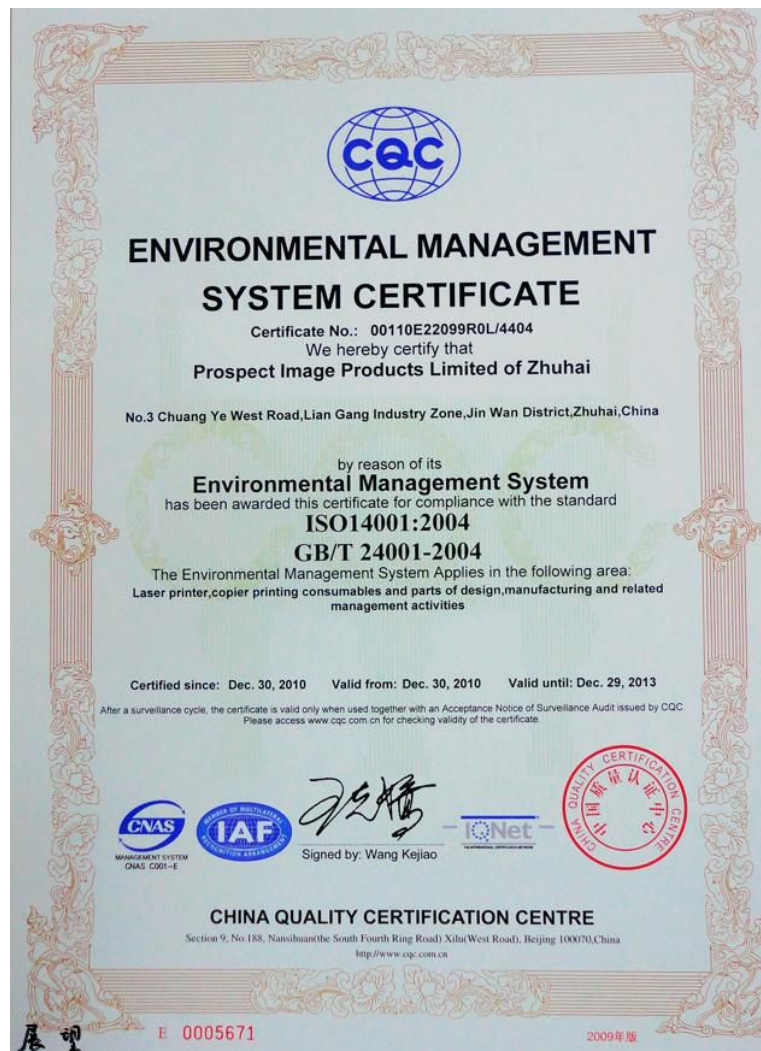 CQC
ENVIRONMENTAL MANAGEMENT
SYSTEM CERTIFICATE
Certificate No.: 00110E22099R0L/4404
We hereby certify that
Prospect Image Products Limited of Zhuhai
No.3 Chuang Ye West Road,Lian Gang Industry Zone,Jin Wan District,Zhuhai,China
by reason of its
Environmental Management System
has been awarded this certificate for compliance with the standard
ISO14001:2004
GB/T 24001-2004
The Environmental Management System Applies in the following area:
Laser printer,copier printing consumables and parts of design,manufacturing and related
management activities
Certified since: Dec. 30, 2010 Valid from: Dec. 30, 2010 Valid until: Dec. 29, 2013
After a surveillance cycle, the certificate is valid only when used together with an Acceptance Notice of Surveillance Audit issued by CQC
Please access www.cqc.com.cn for checking validity of the certificate.
CNAS
MANAGEMENT SYSTEM
CNAS C001-E
MEMBER OF MULTILATERAL
IAF
RECOGNITION ARRANGEMENT
Signed by: Wang Kejiao
IQNet
THE INTERNATIONAL CERTIFICATION NETWORK
CHINA QUALITY CERTIFICATION CENTRE
中国质量认证中心
CHINA QUALITY CERTIFICATION CENTRE
Section 9, No.188, Nansihuan(the South Fourth Ring Road) Xilu(West Road), Beijing 100070,China
http://www.cqc.com.cn
展望
E 0005671
2009年版